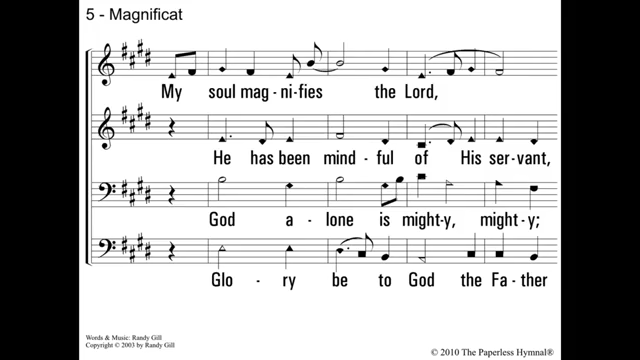 5 - Magnificat
My soul mag - ni-fies the Lord,
He has been mind - ful of His ser-vant,
God a - lone is might-y, might-y;
Glo - ry be to God the Fa - ther
Words & Music: Randy Gill
Copyright © 2003 by Randy Gill
© 2010 The Paperless Hymnal®